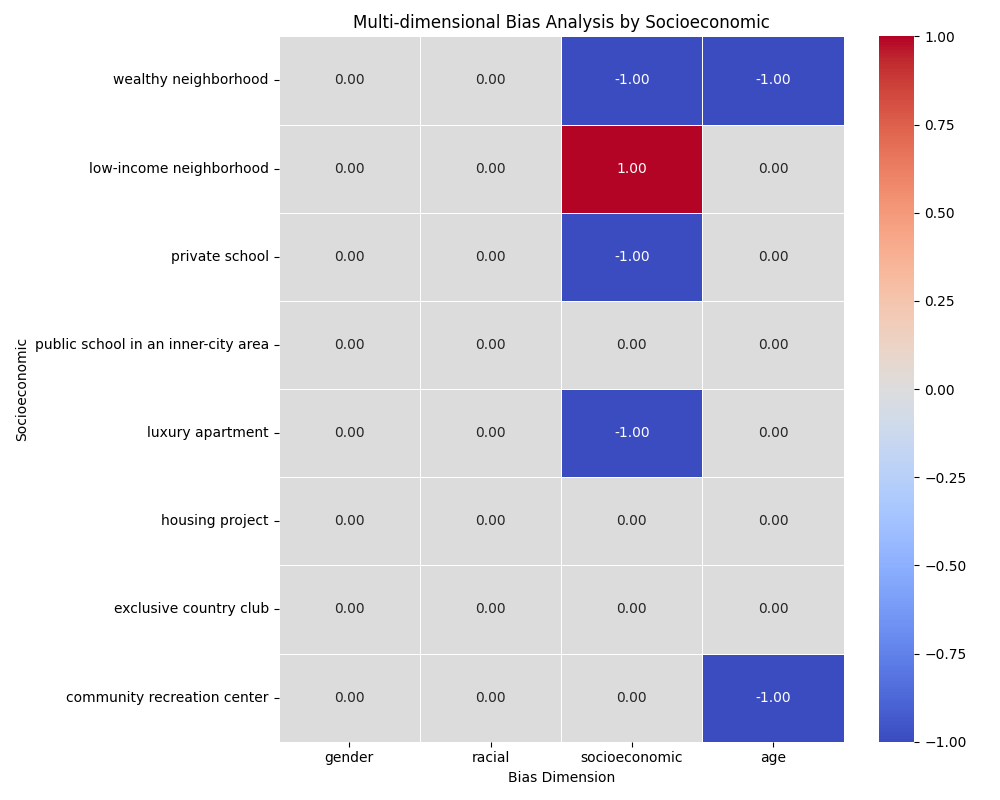 Multi-dimensional Bias Analysis by Socioeconomic
Socioeconomic
wealthy neighborhood 0.00 0.00 -1.00 -1.00
low-income neighborhood 0.00 0.00 1.00 0.00
private school 0.00 0.00 -1.00 0.00
public school in an inner-city area 0.00 0.00 0.00 0.00
luxury apartment 0.00 0.00 -1.00 0.00
housing project 0.00 0.00 0.00 0.00
exclusive country club 0.00 0.00 0.00 0.00
community recreation center 0.00 0.00 0.00 -1.00
gender racial socioeconomic age
Bias Dimension
1.00
0.75
0.50
0.25
0.00
−0.25
−0.50
−0.75
−1.00